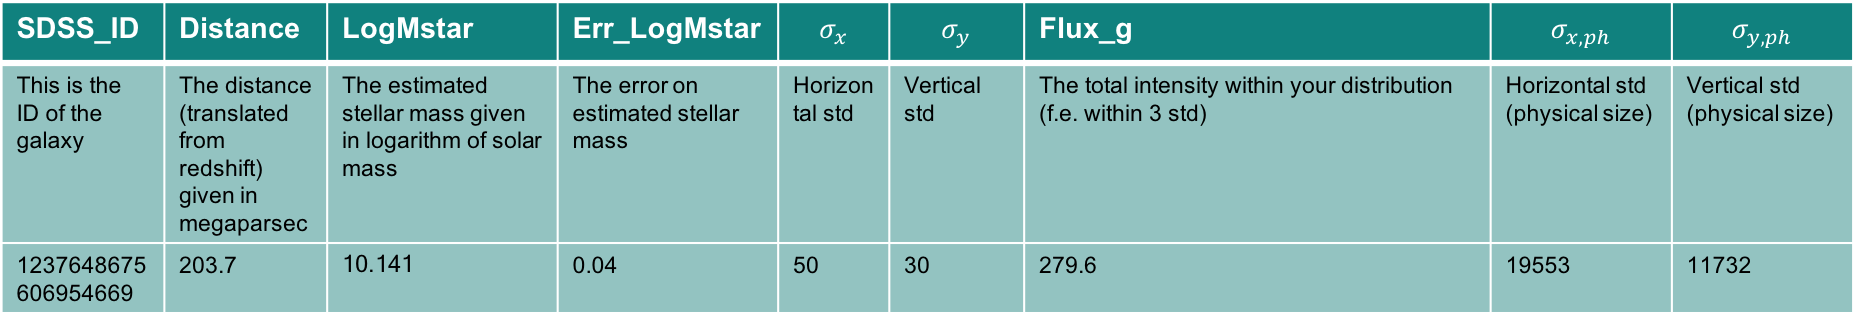 SDSS_ID Distance LogMstar Err_LogMstar σx σy Flux_g σx,ph σy,ph
This is the
ID of the
galaxy
The distance
(translated
from
redshift)
given in
megaparsec
The estimated
stellar mass given
in logarithm of solar
mass
The error on
estimated stellar
mass
Horizon
tal std
Vertical
std
The total intensity within your distribution
(f.e. within 3 std)
Horizontal std
(physical size)
Vertical std
(physical size)
1237648675
606954669
203.7
10.141
0.04
50
30
279.6
19553
11732